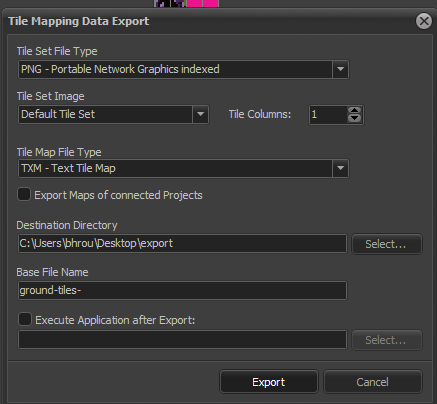 Tile Mapping Data Export
Tile Set File Type
PNG - Portable Network Graphics indexed
Tile Set Image
Default Tile Set
Tile Columns:
1
Tile Map File Type
TXM - Text Tile Map
Export Maps of connected Projects
Destination Directory
C:\Users\bhrou\Desktop\export
Select...
Base File Name
ground-tiles-
Execute Application after Export:
Select...
Export
Cancel